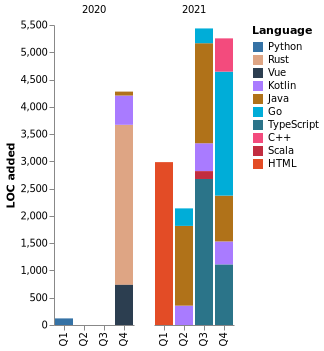 2020 2021
Language
Python
Rust
Vue
Kotlin
Java
Go
TypeScript
C++
Scala
HTML
LOC added
5,500
5,000
4,500
4,000
3,500
3,000
2,500
2,000
1,500
1,000
500
0
Q1 Q2 Q3 Q4 Q1 Q2 Q3 Q4